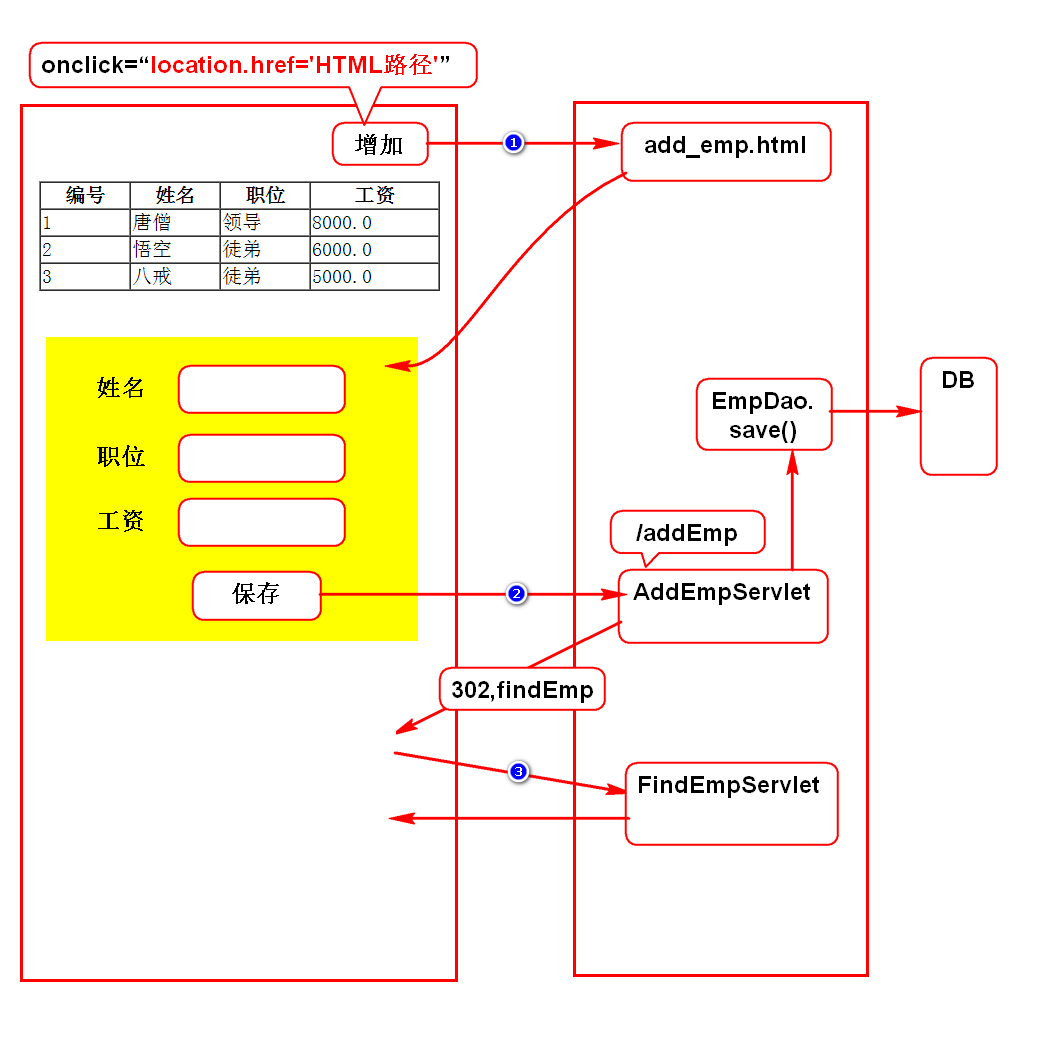 onclick=“location.href='HTML路径'”
增加
add_emp.html
编号 姓名 职位 工资
1 唐僧 领导 8000.0
2 悟空 徒弟 6000.0
3 八戒 徒弟 5000.0
姓名
职位
工资
保存
EmpDao.
save()
DB
/addEmp
AddEmpServlet
302,findEmp
FindEmpServlet
1
2
3